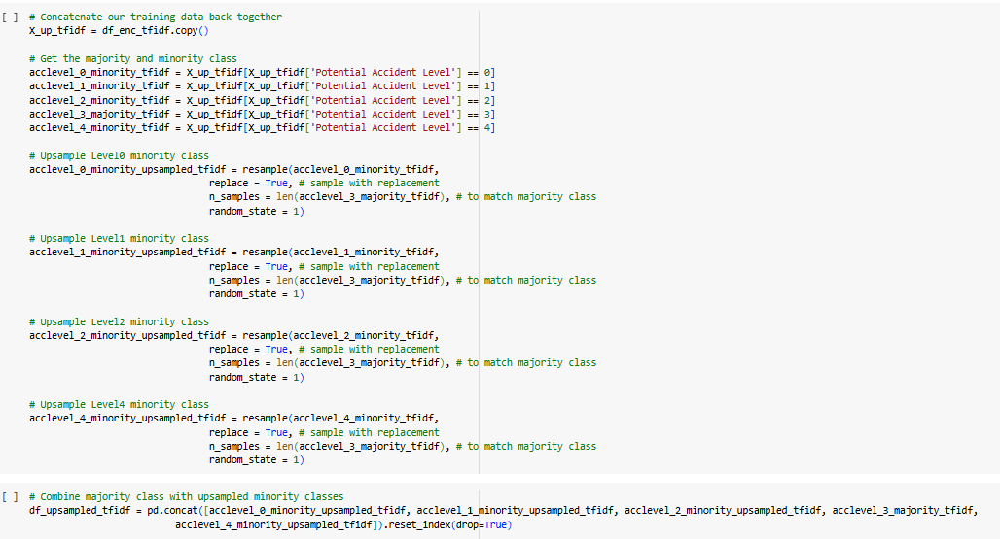 [ ] # Concatenate our training data back together
X_up_tfidf = df_enc_tfidf.copy()
# Get the majority and minority class
acclevel_0_minority_tfidf = X_up_tfidf[X_up_tfidf['Potential Accident Level'] == 0]
acclevel_1_minority_tfidf = X_up_tfidf[X_up_tfidf['Potential Accident Level'] == 1]
acclevel_2_minority_tfidf = X_up_tfidf[X_up_tfidf['Potential Accident Level'] == 2]
acclevel_3_majority_tfidf = X_up_tfidf[X_up_tfidf['Potential Accident Level'] == 3]
acclevel_4_minority_tfidf = X_up_tfidf[X_up_tfidf['Potential Accident Level'] == 4]
# Upsample Level0 minority class
acclevel_0_minority_upsampled_tfidf = resample(acclevel_0_minority_tfidf,
replace = True, # sample with replacement
n_samples = len(acclevel_3_majority_tfidf), # to match majority class
random_state = 1)
# Upsample Level1 minority class
acclevel_1_minority_upsampled_tfidf = resample(acclevel_1_minority_tfidf,
replace = True, # sample with replacement
n_samples = len(acclevel_3_majority_tfidf), # to match majority class
random_state = 1)
# Upsample Level2 minority class
acclevel_2_minority_upsampled_tfidf = resample(acclevel_2_minority_tfidf,
replace = True, # sample with replacement
n_samples = len(acclevel_3_majority_tfidf), # to match majority class
random_state = 1)
# Upsample Level4 minority class
acclevel_4_minority_upsampled_tfidf = resample(acclevel_4_minority_tfidf,
replace = True, # sample with replacement
n_samples = len(acclevel_3_majority_tfidf), # to match majority class
random_state = 1)
[ ] # Combine majority class with upsampled minority classes
df_upsampled_tfidf = pd.concat([acclevel_0_minority_upsampled_tfidf, acclevel_1_minority_upsampled_tfidf, acclevel_2_minority_upsampled_tfidf, acclevel_3_majority_tfidf,
acclevel_4_minority_upsampled_tfidf]).reset_index(drop=True)